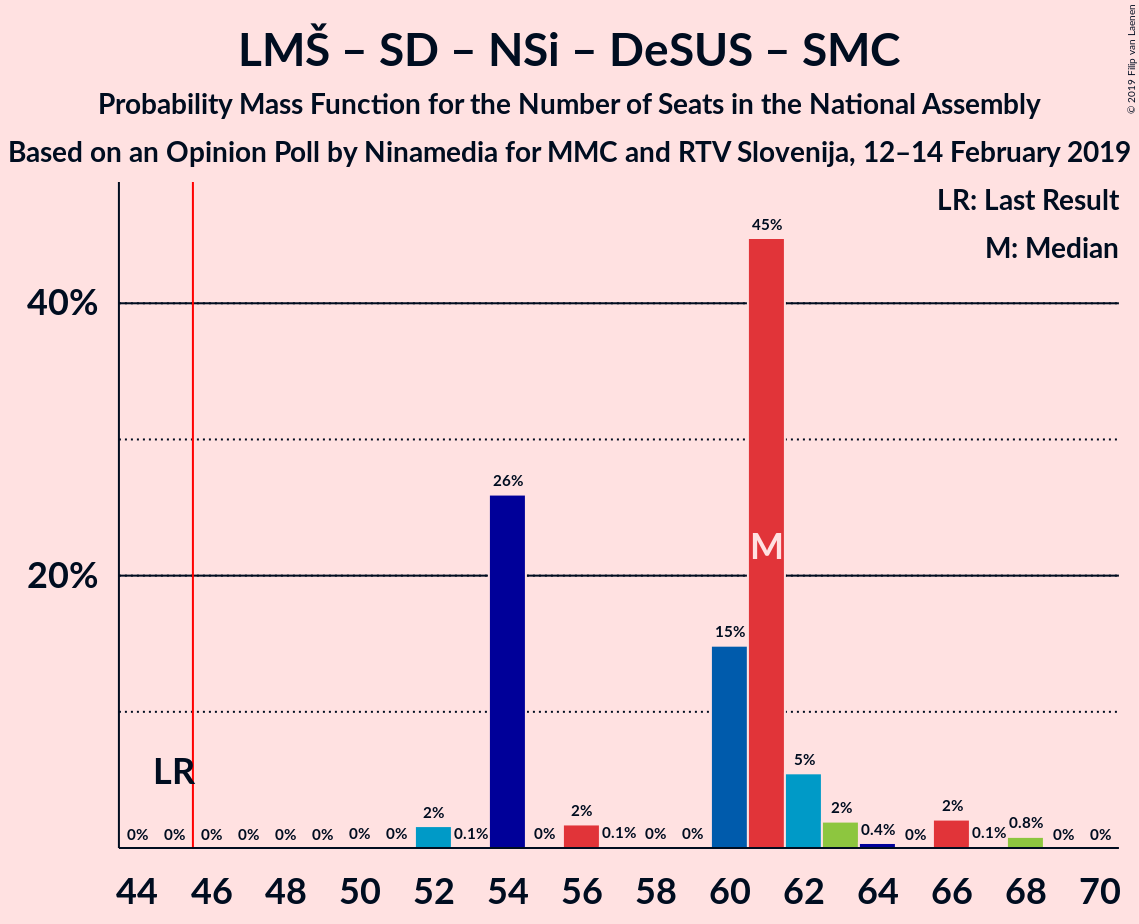 LMŠ – SD – NSi – DeSUS – SMC
Probability Mass Function for the Number of Seats in the National Assembly
Based on an Opinion Poll by Ninamedia for MMC and RTV Slovenija, 12–14 February 2019
© 2019 Filip van Laenen
LR: Last Result
M: Median
40%
20%
LR
M
0% 0% 0% 0% 0% 0% 0% 0% 2% 0.1% 26% 0% 2% 0.1% 0% 0% 15% 45% 5% 2% 0.4% 0% 2% 0.1% 0.8% 0% 0%
44 46 48 50 52 54 56 58 60 62 64 66 68 70